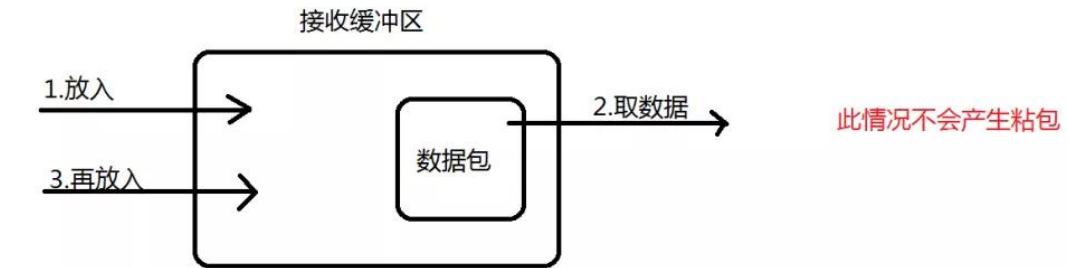 接收缓冲区
1.放入
2.取数据
此情况不会产生粘包
数据包
3.再放入